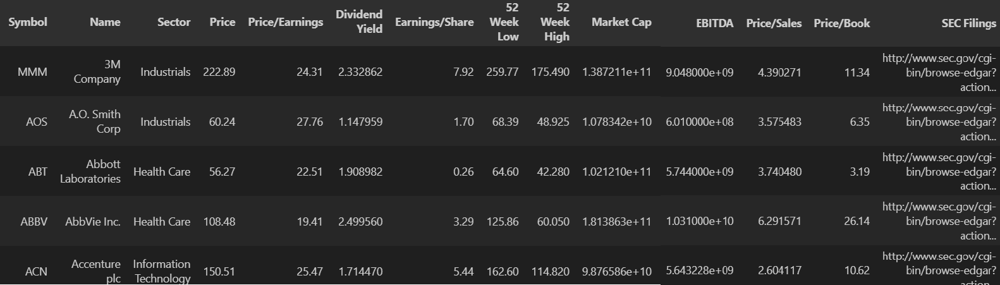 Symbol Name Sector Price Price/Earnings Dividend Yield Earnings/Share 52 Week Low 52 Week High Market Cap EBITDA Price/Sales Price/Book SEC Filings
MMM 3M Company Industrials 222.89 24.31 2.332862 7.92 259.77 175.490 1.387211e+11 9.048000e+09 4.390271 11.34 http://www.sec.gov/cgi-bin/browse-edgar?action...
AOS A.O. Smith Corp Industrials 60.24 27.76 1.147959 1.70 68.39 48.925 1.078342e+10 6.010000e+08 3.575483 6.35 http://www.sec.gov/cgi-bin/browse-edgar?action...
ABT Abbott Laboratories Health Care 56.27 22.51 1.908982 0.26 64.60 42.280 1.021210e+11 5.744000e+09 3.740480 3.19 http://www.sec.gov/cgi-bin/browse-edgar?action...
ABBV AbbVie Inc. Health Care 108.48 19.41 2.499560 3.29 125.86 60.050 1.813863e+11 1.031000e+10 6.291571 26.14 http://www.sec.gov/cgi-bin/browse-edgar?action...
ACN Accenture plc Information Technology 150.51 25.47 1.714470 5.44 162.60 114.820 9.876586e+10 5.643228e+09 2.604117 10.62 http://www.sec.gov/cgi-bin/browse-edgar?action...